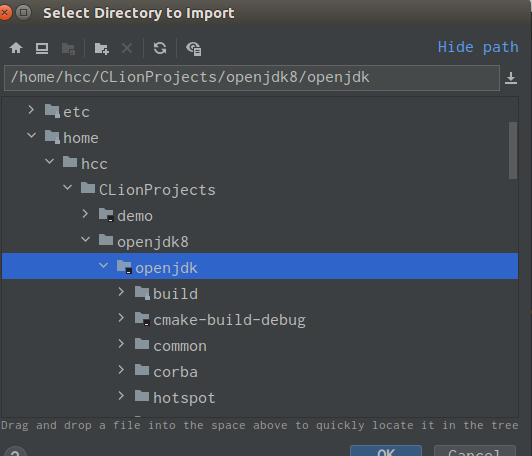 Select Directory to Import
Hide path
/home/hcc/CLionProjects/openjdk8/openjdk
etc
home
hcc
CLionProjects
demo
openjdk8
openjdk
build
cmake-build-debug
common
corba
hotspot
Drag and drop a file into the space above to quickly locate it in the tree
?
OK
Cancel